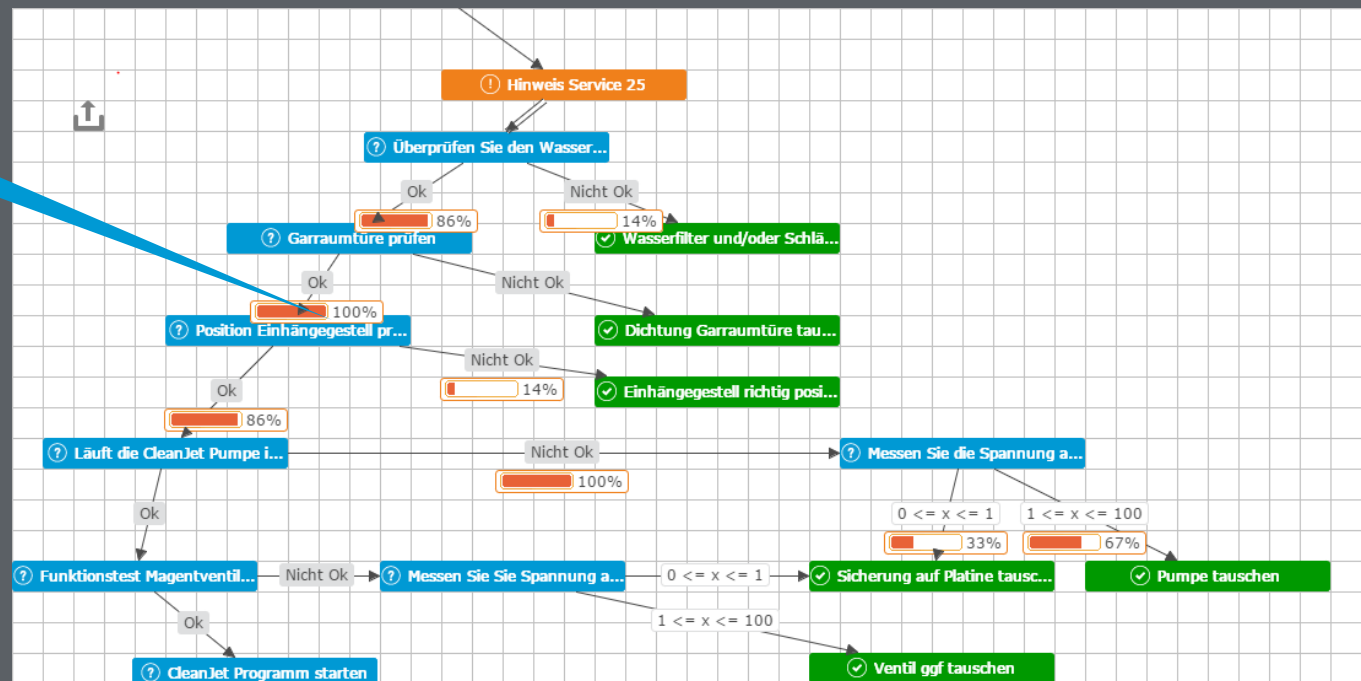 Hinweis Service 25
Überprüfen Sie den Wasser...
Ok
Nicht Ok
86%
14%
Garraumtüre prüfen
Wasserfilter und/oder Schlä...
Ok
Nicht Ok
100%
Position Einhängegestell pr...
Dichtung Garraumtüre tau...
Nicht Ok
Ok
14%
Einhängegestell richtig posi...
86%
Läuft die CleanJet Pumpe i...
Nicht Ok
Messen Sie die Spannung a...
100%
Ok
0 <= x <= 1
1 <= x <= 100
33%
67%
Funktionstest Magentventil...
Nicht Ok
Messen Sie Sie Spannung a...
0 <= x <= 1
Sicherung auf Platine tausc...
Pumpe tauschen
Ok
1 <= x <= 100
CleanJet Programm starten
Ventil ggf tauschen